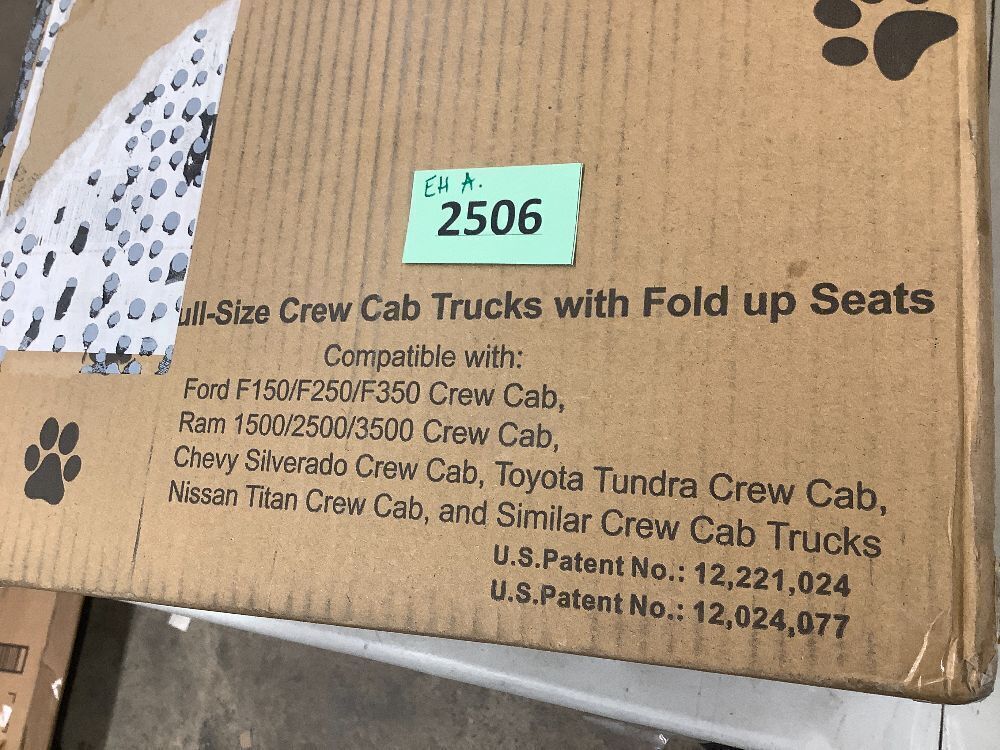 EH A.
2506
ull-Size Crew Cab Trucks with Fold up Seats
Compatible with:
Ford F150/F250/F350 Crew Cab,
Ram 1500/2500/3500 Crew Cab,
Chevy Silverado Crew Cab, Toyota Tundra Crew Cab,
Nissan Titan Crew Cab, and Similar Crew Cab Trucks
U.S.Patent No.: 12,221,024
U.S.Patent No.: 12,024,077